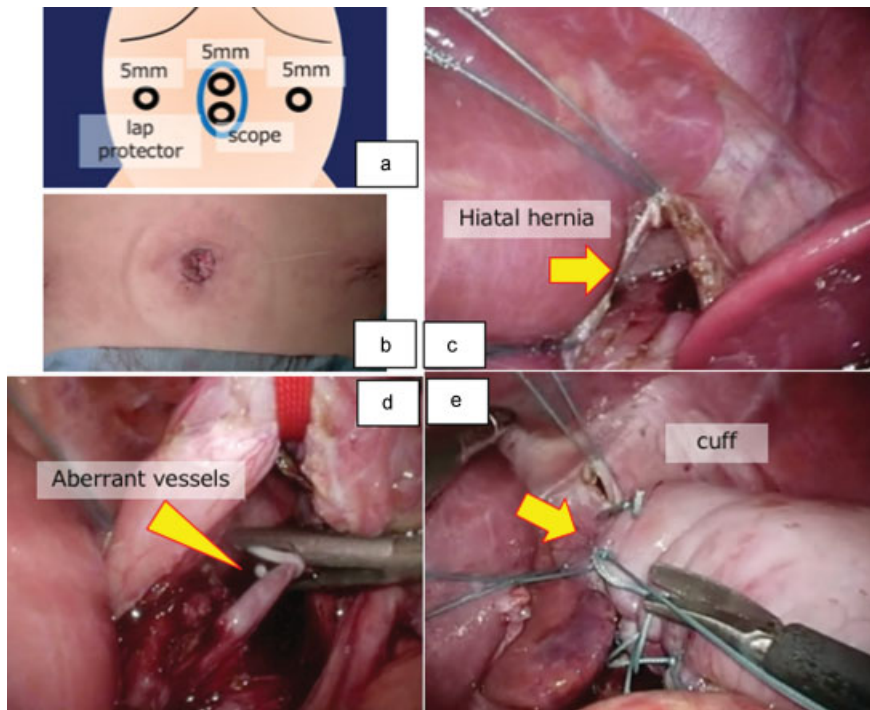 5mm
5mm
5mm
lap
protector
scope
a
b
Hiatal hernia
c
Aberrant vessels
d
cuff
e